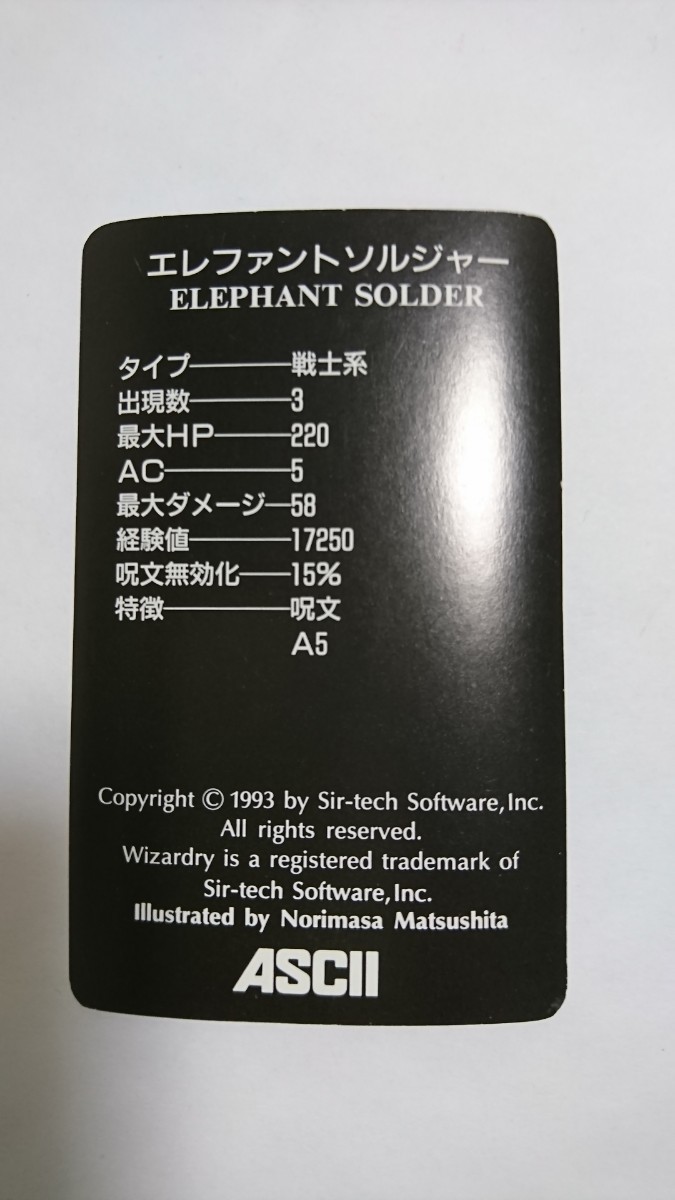 エレファントソルジャー
ELEPHANT SOLDER
タイプ――戦士系
出現数――3
最大HP――220
AC――5
最大ダメージ―58
経験値――17250
呪文無効化――15%
特徴――呪文
A5
Copyright © 1993 by Sir-tech Software,Inc.
All rights reserved.
Wizardry is a registered trademark of
Sir-tech Software,Inc.
Illustrated by Norimasa Matsushita
ASCII